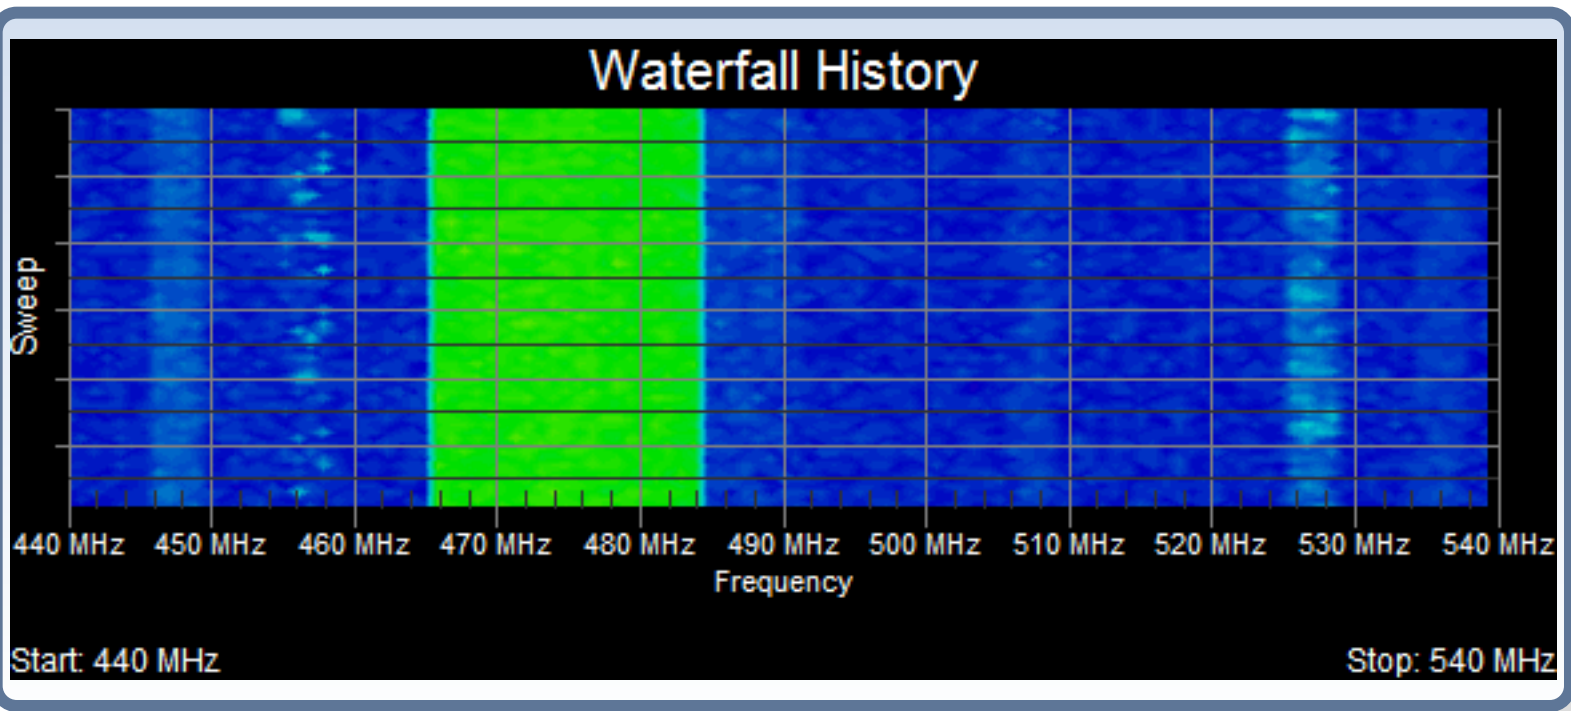 Waterfall History
Sweep
440 MHz 450 MHz 460 MHz 470 MHz 480 MHz 490 MHz 500 MHz 510 MHz 520 MHz 530 MHz 540 MHz
Frequency
Start: 440 MHz
Stop: 540 MHz